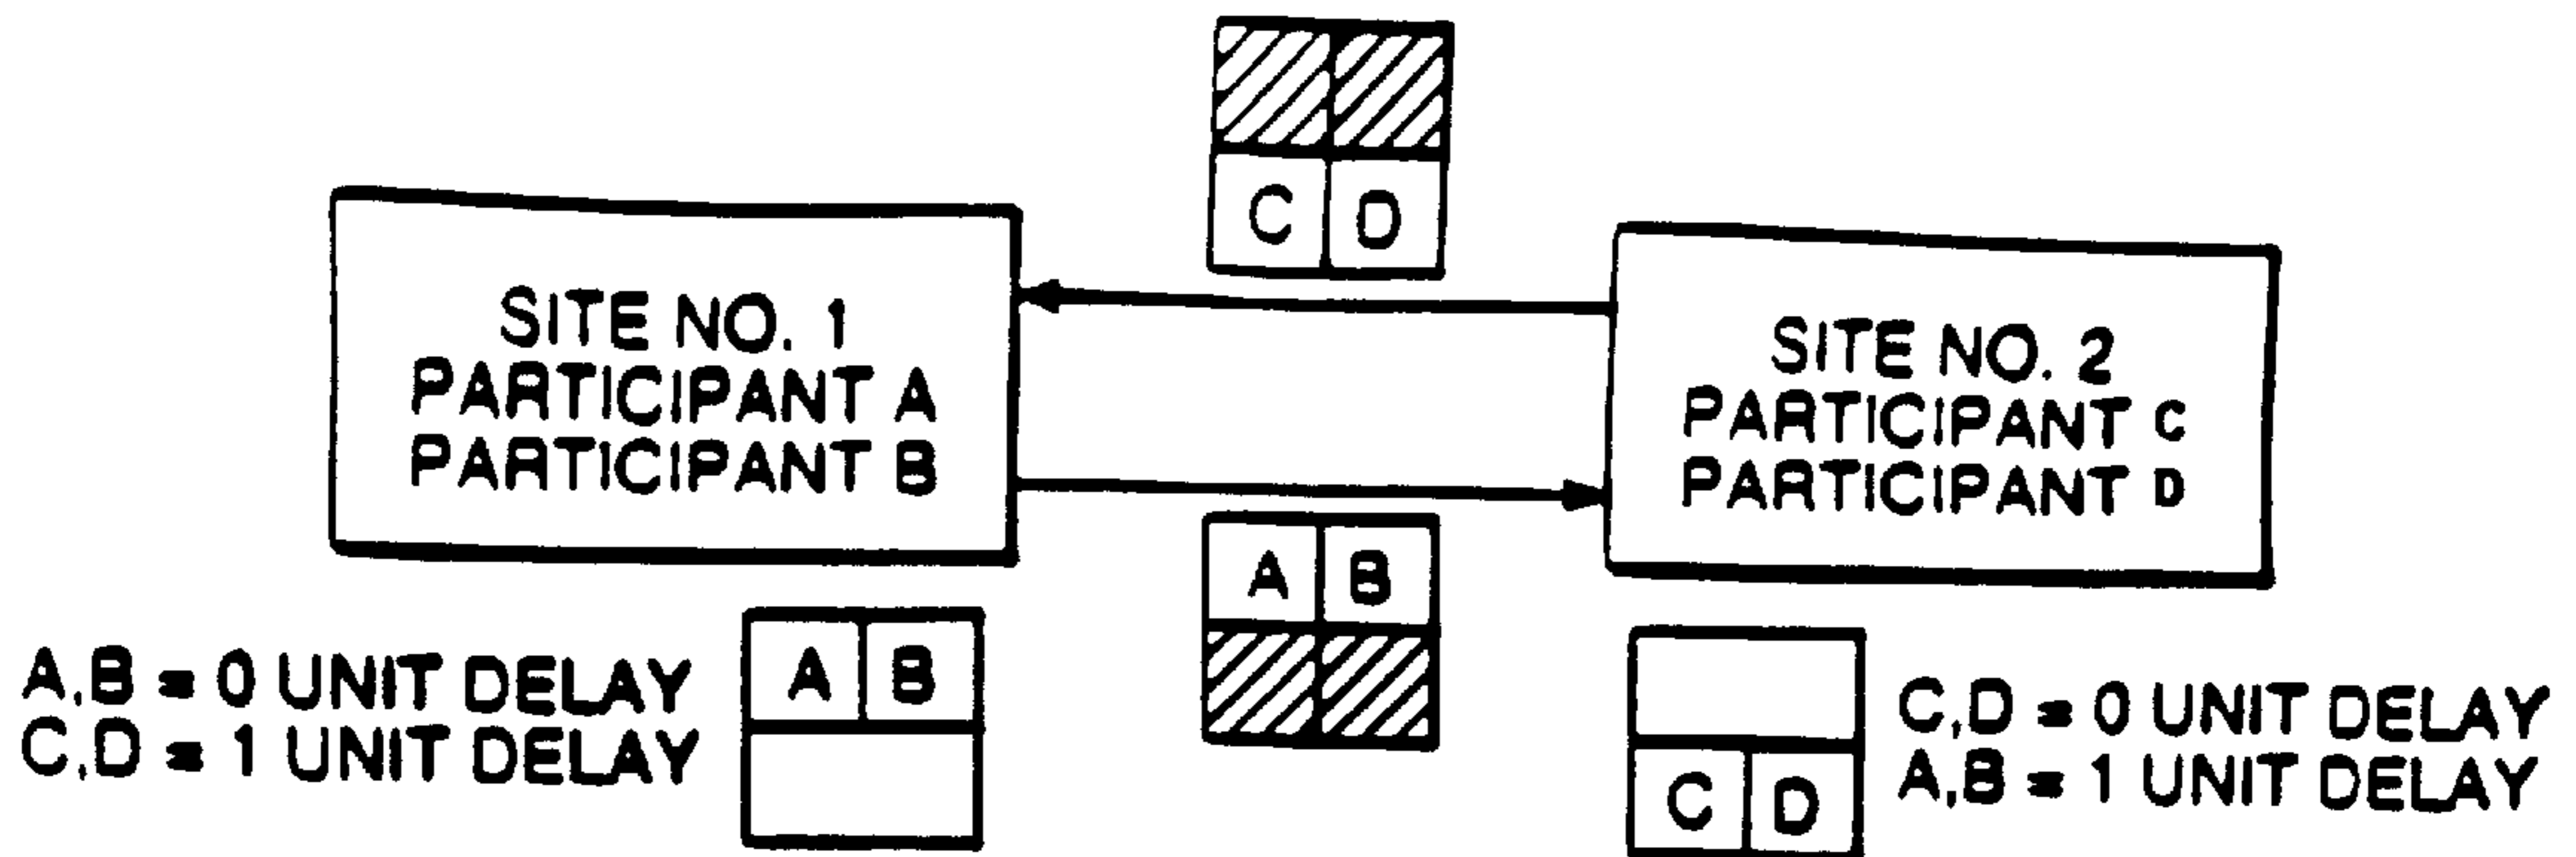 C D
SITE NO. 1
PARTICIPANT A
PARTICIPANT B
SITE NO. 2
PARTICIPANT C
PARTICIPANT D
A B
A,B = 0 UNIT DELAY
C,D = 1 UNIT DELAY
A B
C D
C,D = 0 UNIT DELAY
A,B = 1 UNIT DELAY